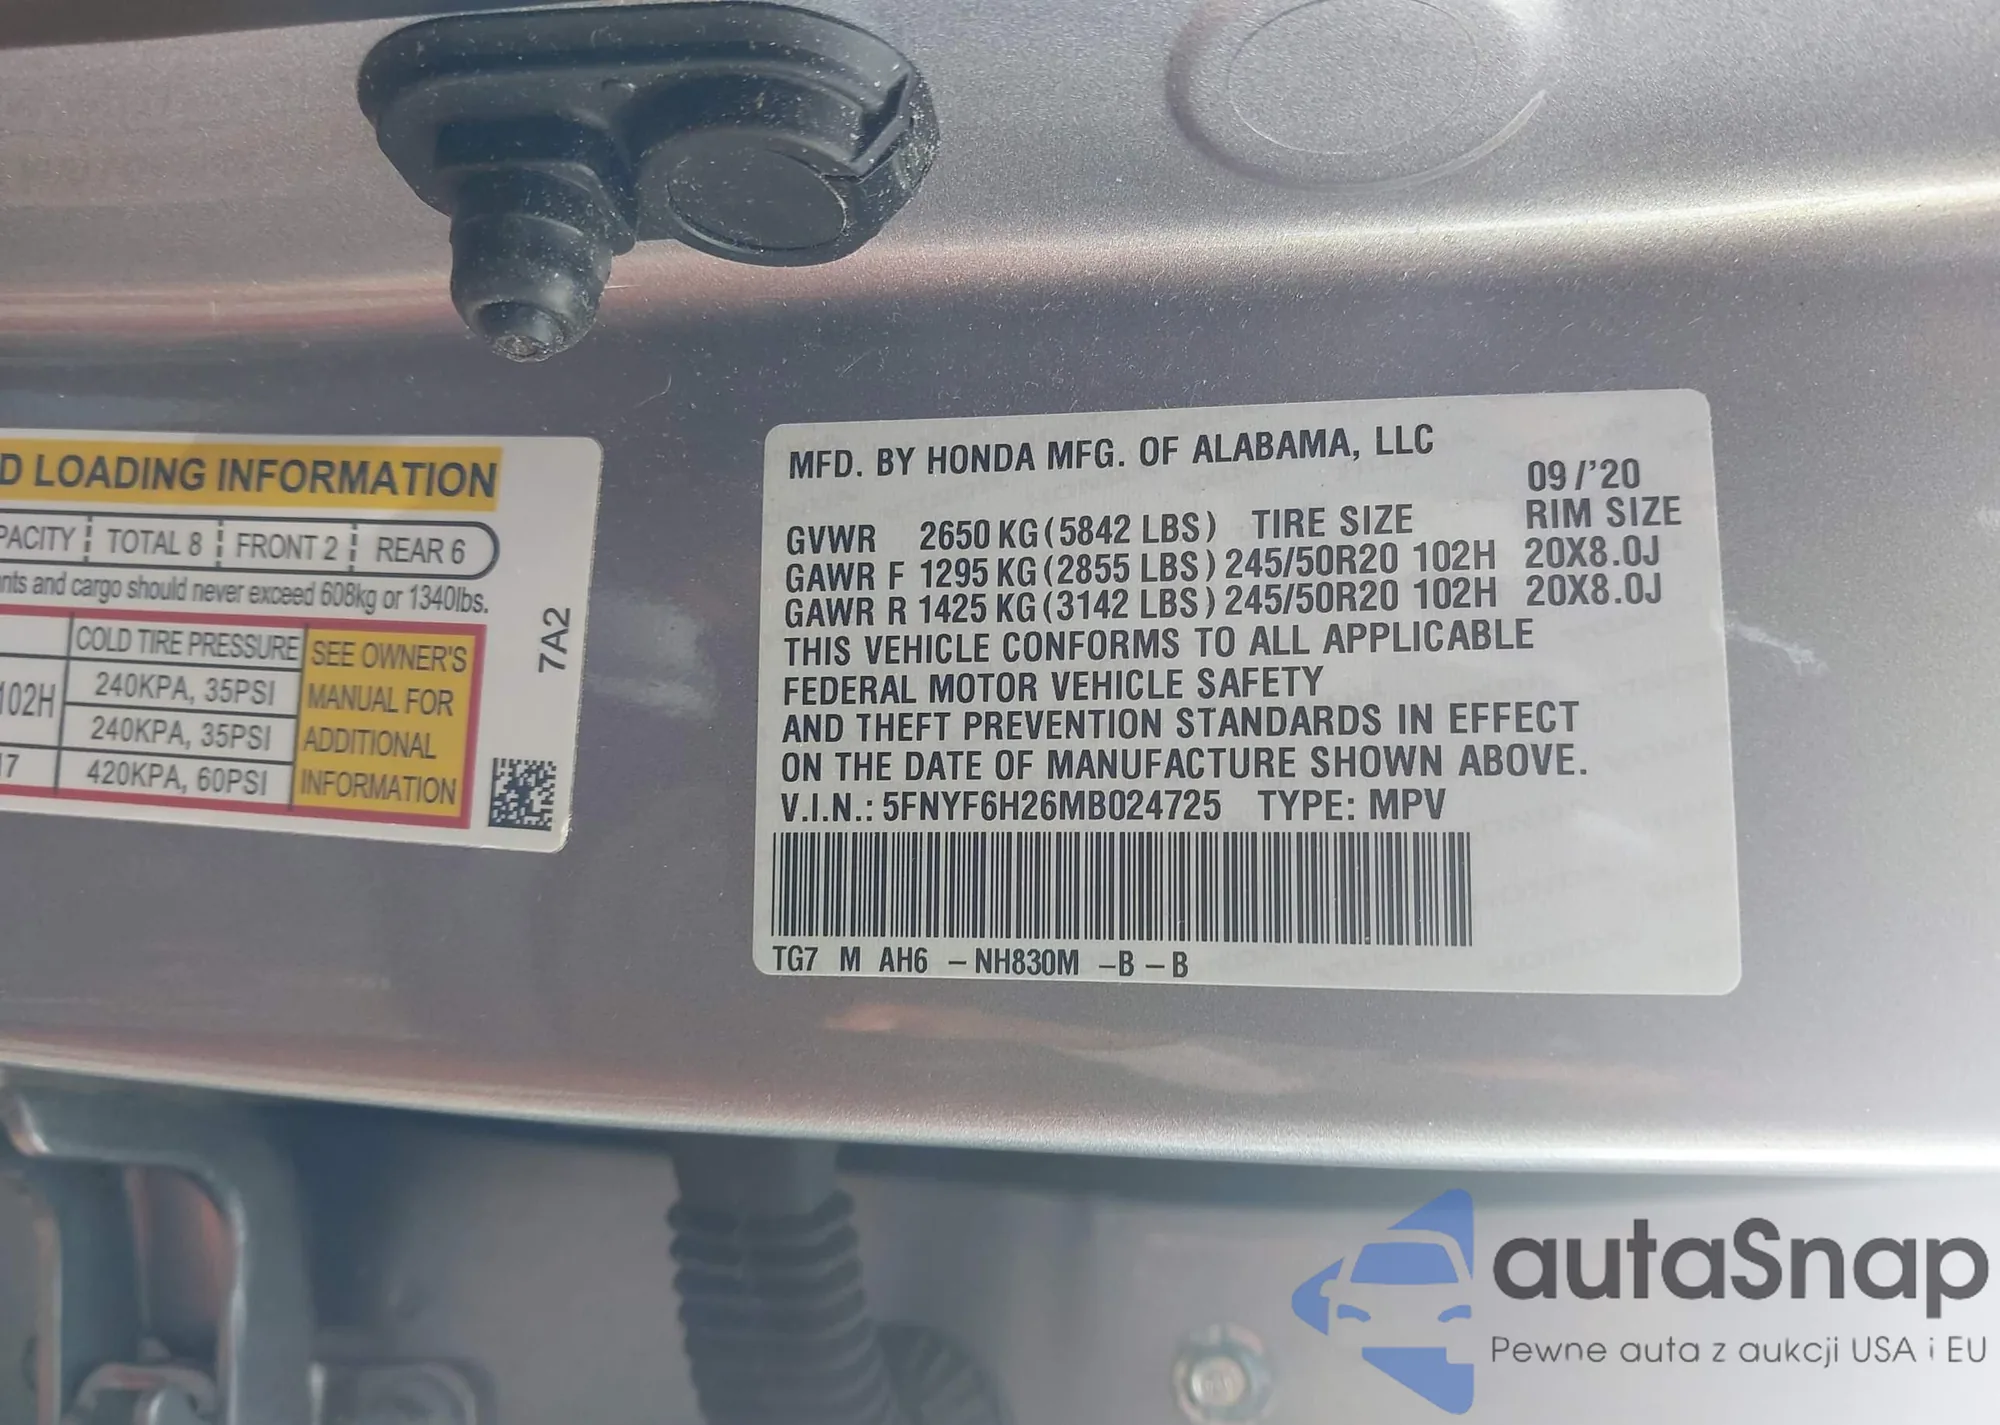 D LOADING INFORMATION
PACITY TOTAL 8 FRONT 2 REAR 6
nts and cargo should never exceed 608kg or 1340lbs.
COLD TIRE PRESSURE
102H 240KPA, 35PSI
240KPA, 35PSI
17 420KPA, 60PSI
SEE OWNER'S
MANUAL FOR
ADDITIONAL
INFORMATION
7A2
MFD. BY HONDA MFG. OF ALABAMA, LLC
09/'20
GVWR 2650 KG (5842 LBS) TIRE SIZE RIM SIZE
GAWR F 1295 KG (2855 LBS) 245/50R20 102H 20X8.0J
GAWR R 1425 KG (3142 LBS) 245/50R20 102H 20X8.0J
THIS VEHICLE CONFORMS TO ALL APPLICABLE
FEDERAL MOTOR VEHICLE SAFETY
AND THEFT PREVENTION STANDARDS IN EFFECT
ON THE DATE OF MANUFACTURE SHOWN ABOVE.
V.I.N.: 5FNYF6H26MB024725 TYPE: MPV
TG7 M AH6 – NH830M – B – B
autaSnap
Pewne auta z aukcji USA i EU